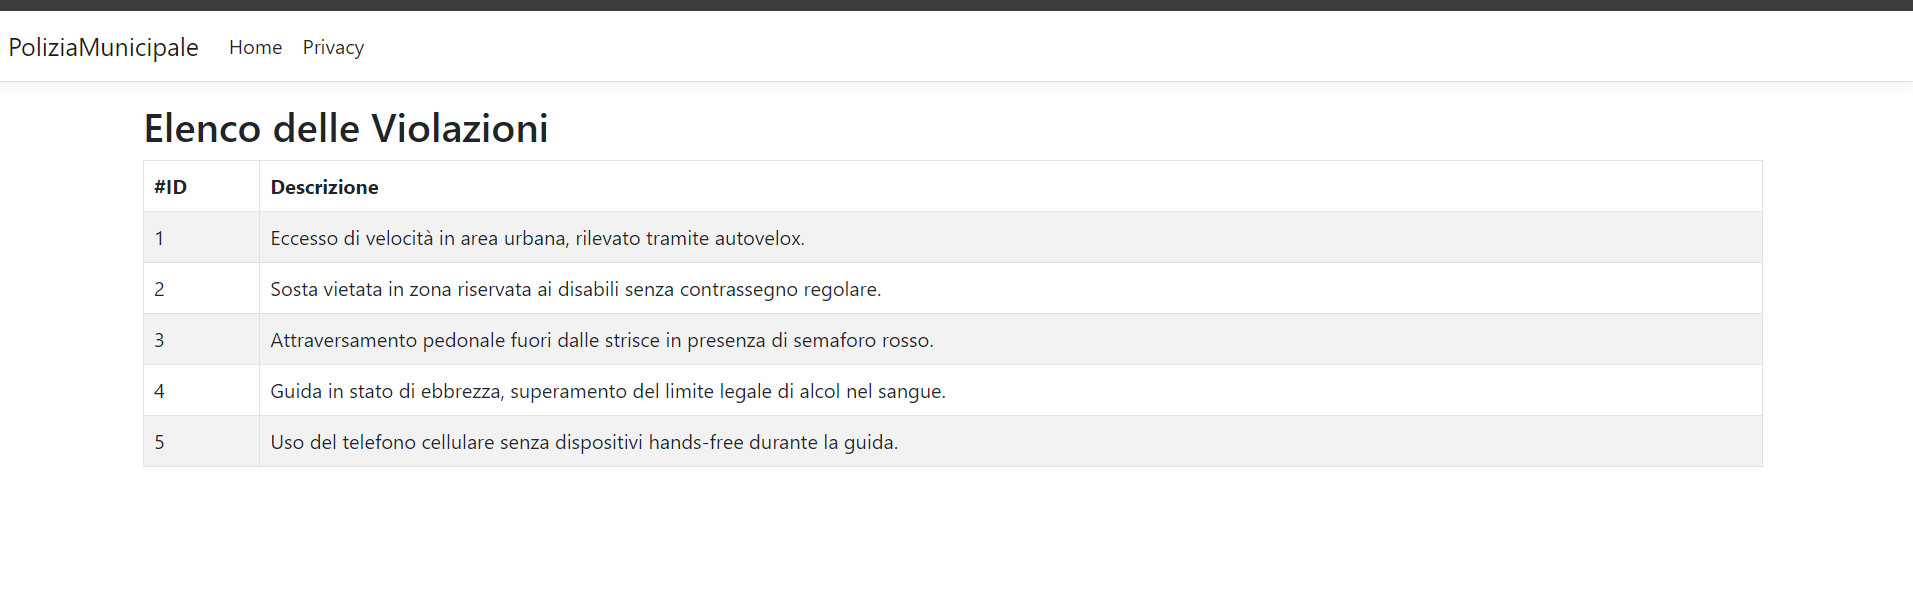 PoliziaMunicipale Home Privacy
Elenco delle Violazioni
#ID Descrizione
1 Eccesso di velocità in area urbana, rilevato tramite autovelox.
2 Sosta vietata in zona riservata ai disabili senza contrassegno regolare.
3 Attraversamento pedonale fuori dalle strisce in presenza di semaforo rosso.
4 Guida in stato di ebbrezza, superamento del limite legale di alcol nel sangue.
5 Uso del telefono cellulare senza dispositivi hands-free durante la guida.